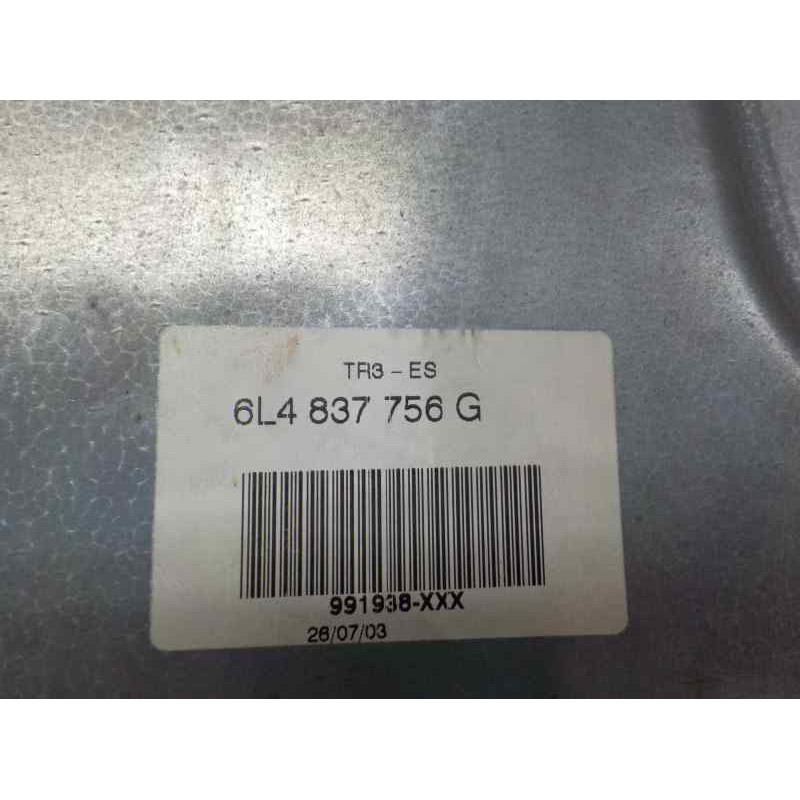 TR3 - ES
6L4 837 756 G
991938-XXX
26/07/03